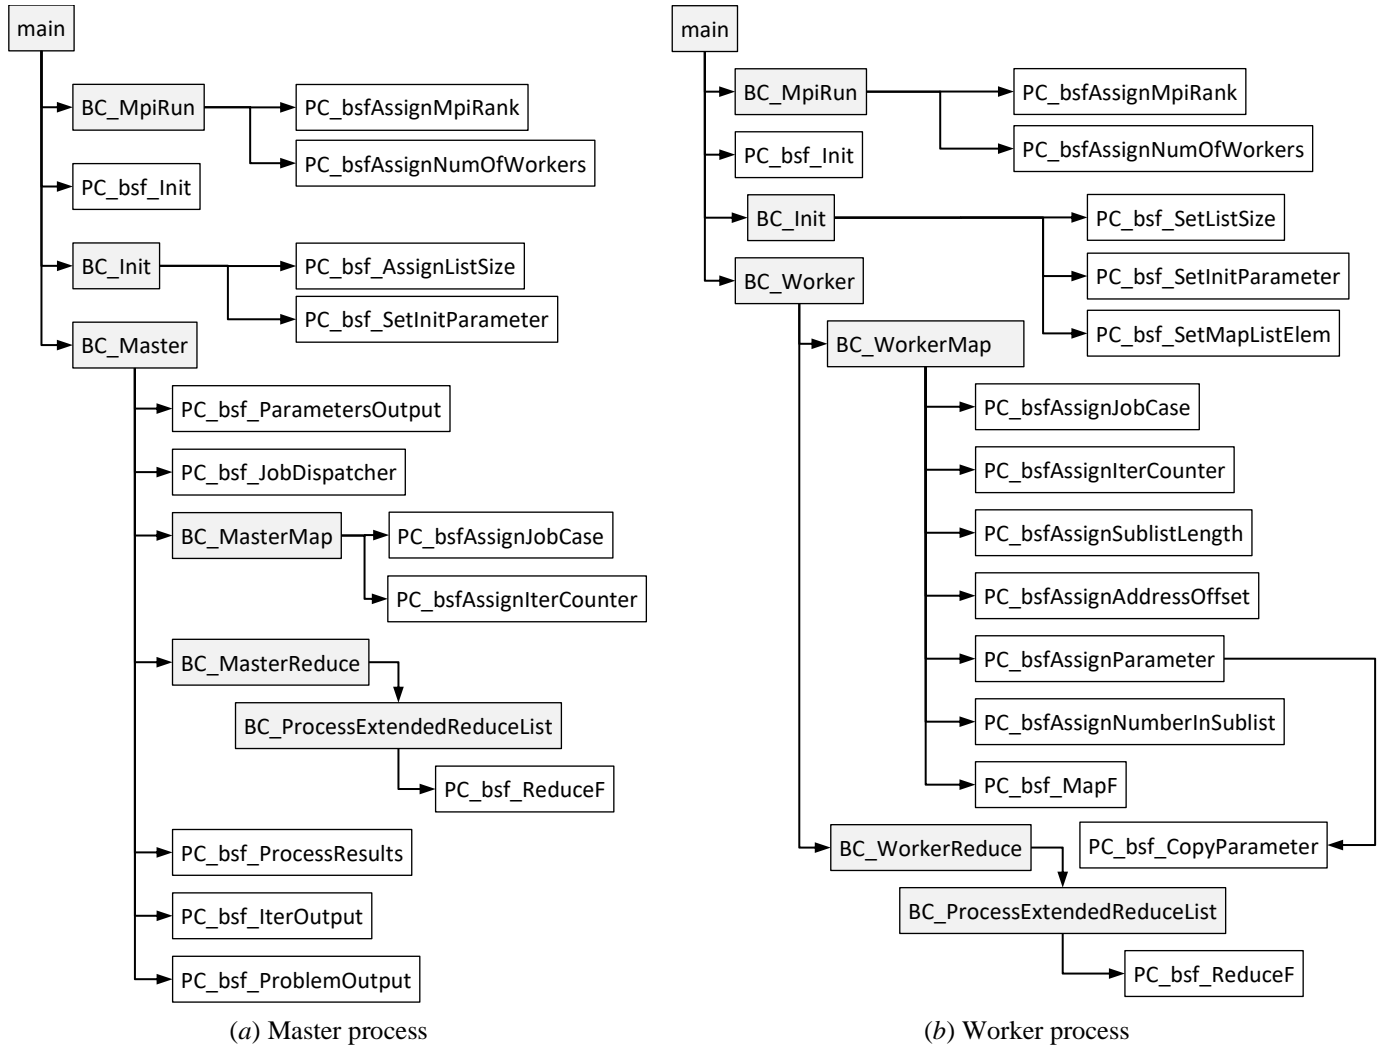 main
BC_MpiRun
PC_bsfAssignMpiRank
PC_bsfAssignNumOfWorkers
PC_bsf_Init
BC_Init
PC_bsf_AssignListSize
PC_bsf_SetInitParameter
BC_Master
PC_bsf_ParametersOutput
PC_bsf_JobDispatcher
BC_MasterMap
PC_bsfAssignJobCase
PC_bsfAssignIterCounter
BC_MasterReduce
BC_ProcessExtendedReduceList
PC_bsf_ReduceF
PC_bsf_ProcessResults
PC_bsf_IterOutput
PC_bsf_ProblemOutput
(a) Master process
main
BC_MpiRun
PC_bsfAssignMpiRank
PC_bsfAssignNumOfWorkers
PC_bsf_Init
BC_Init
PC_bsf_SetListSize
PC_bsf_SetInitParameter
PC_bsf_SetMapListElem
BC_Worker
BC_WorkerMap
PC_bsfAssignJobCase
PC_bsfAssignIterCounter
PC_bsfAssignSublistLength
PC_bsfAssignAddressOffset
PC_bsfAssignParameter
PC_bsfAssignNumberInSublist
PC_bsf_MapF
PC_bsf_CopyParameter
BC_WorkerReduce
BC_ProcessExtendedReduceList
PC_bsf_ReduceF
(b) Worker process